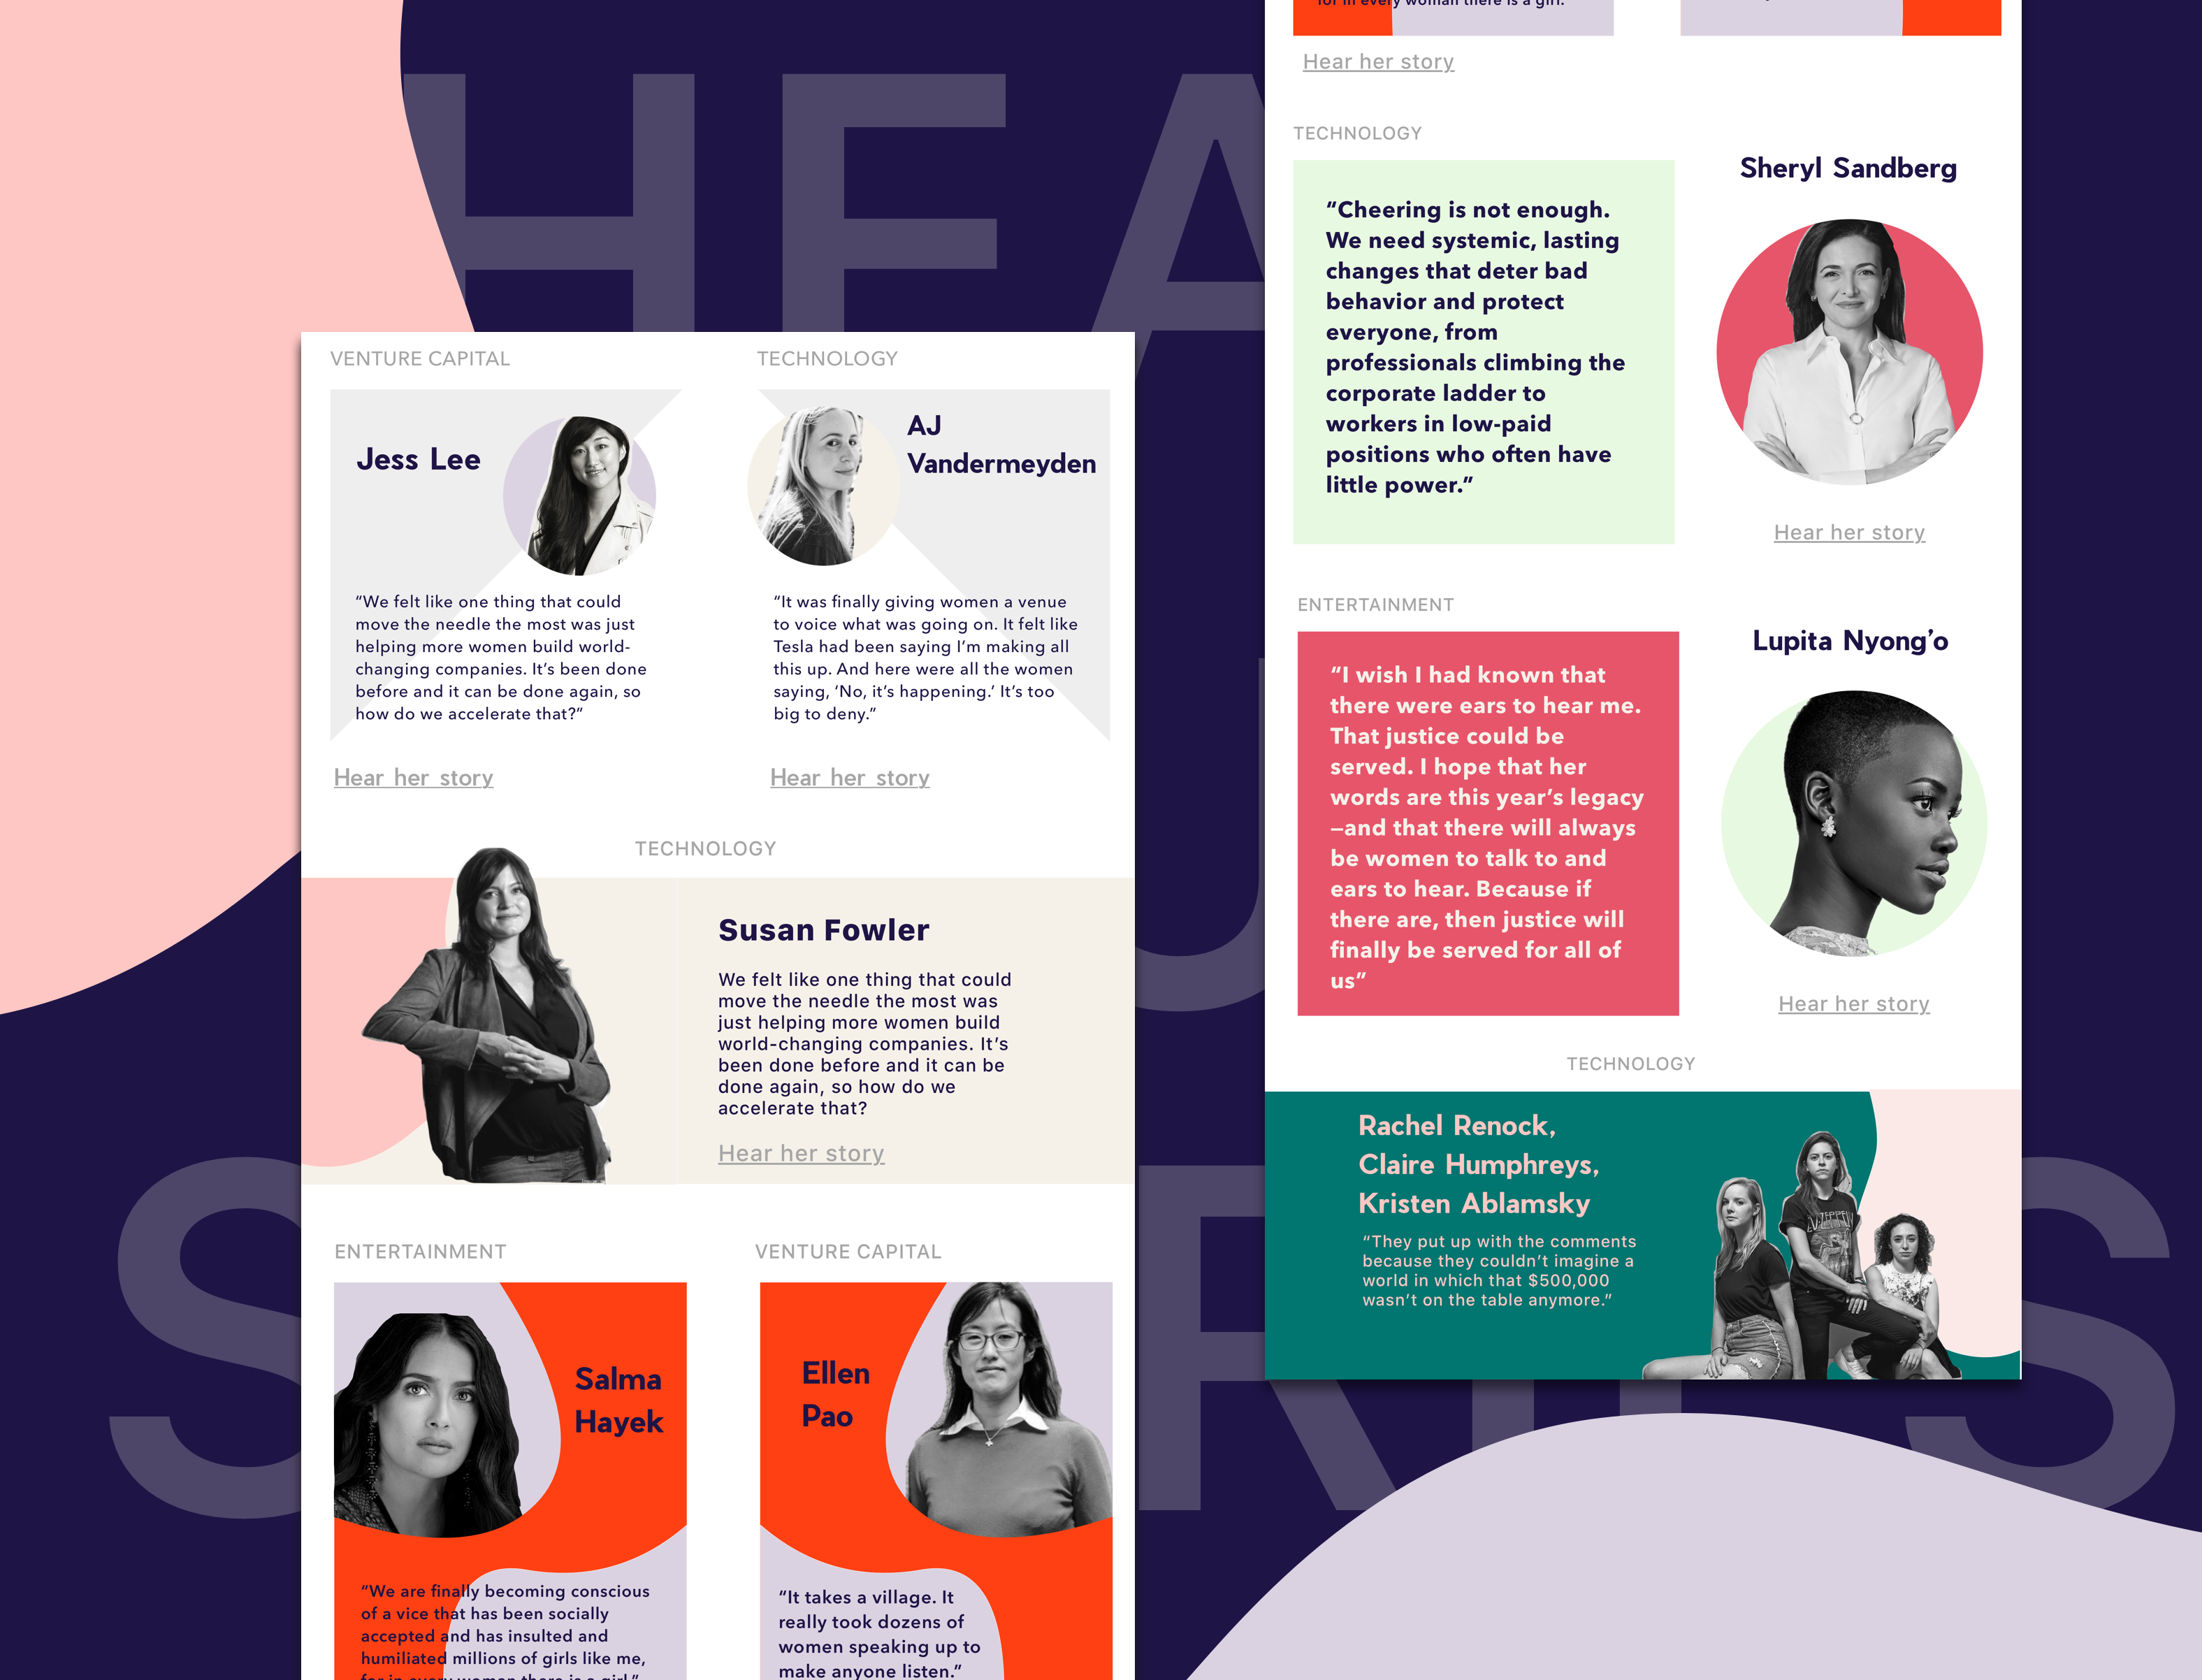 HEA
U
S
R
I
E
S
VENTURE CAPITAL
Jess Lee
“We felt like one thing that could
move the needle the most was just
helping more women build world-
changing companies. It’s been done
before and it can be done again, so
how do we accelerate that?”
Hear her story
TECHNOLOGY
AJ
Vandermeyden
“It was finally giving women a venue
to voice what was going on. It felt like
Tesla had been saying I’m making all
this up. And here were all the women
saying, ‘No, it’s happening.’ It’s too
big to deny.”
Hear her story
TECHNOLOGY
Susan Fowler
We felt like one thing that could
move the needle the most was
just helping more women build
world-changing companies. It’s
been done before and it can be
done again, so how do we
accelerate that?
Hear her story
ENTERTAINMENT
Salma
Hayek
“We are finally becoming conscious
of a vice that has been socially
accepted and has insulted and
humiliated millions of girls like me,
for in every woman there is a girl.”
VENTURE CAPITAL
Ellen
Pao
“It takes a village. It
really took dozens of
women speaking up to
make anyone listen.”
for in every woman there is a girl.
Hear her story
TECHNOLOGY
“Cheering is not enough.
We need systemic, lasting
changes that deter bad
behavior and protect
everyone, from
professionals climbing the
corporate ladder to
workers in low-paid
positions who often have
little power.”
Sheryl Sandberg
Hear her story
ENTERTAINMENT
“I wish I had known that
there were ears to hear me.
That justice could be
served. I hope that her
words are this year’s legacy
—and that there will always
be women to talk to and
ears to hear. Because if
there are, then justice will
finally be served for all of
us”
Lupita Nyong’o
Hear her story
TECHNOLOGY
Rachel Renock,
Claire Humphreys,
Kristen Ablamsky
“They put up with the comments
because they couldn’t imagine a
world in which that $500,000
wasn’t on the table anymore.”